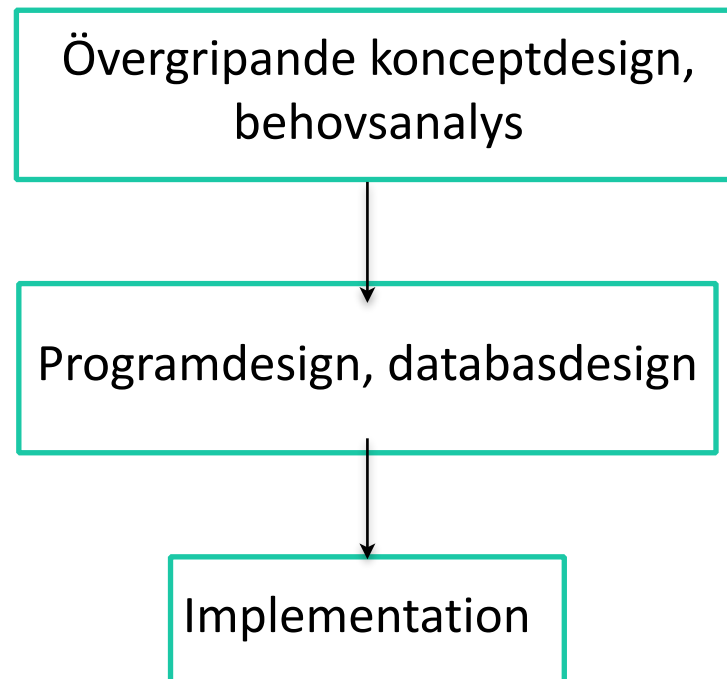 Övergripande konceptdesign,
behovsanalys
Programdesign, databasdesign
Implementation